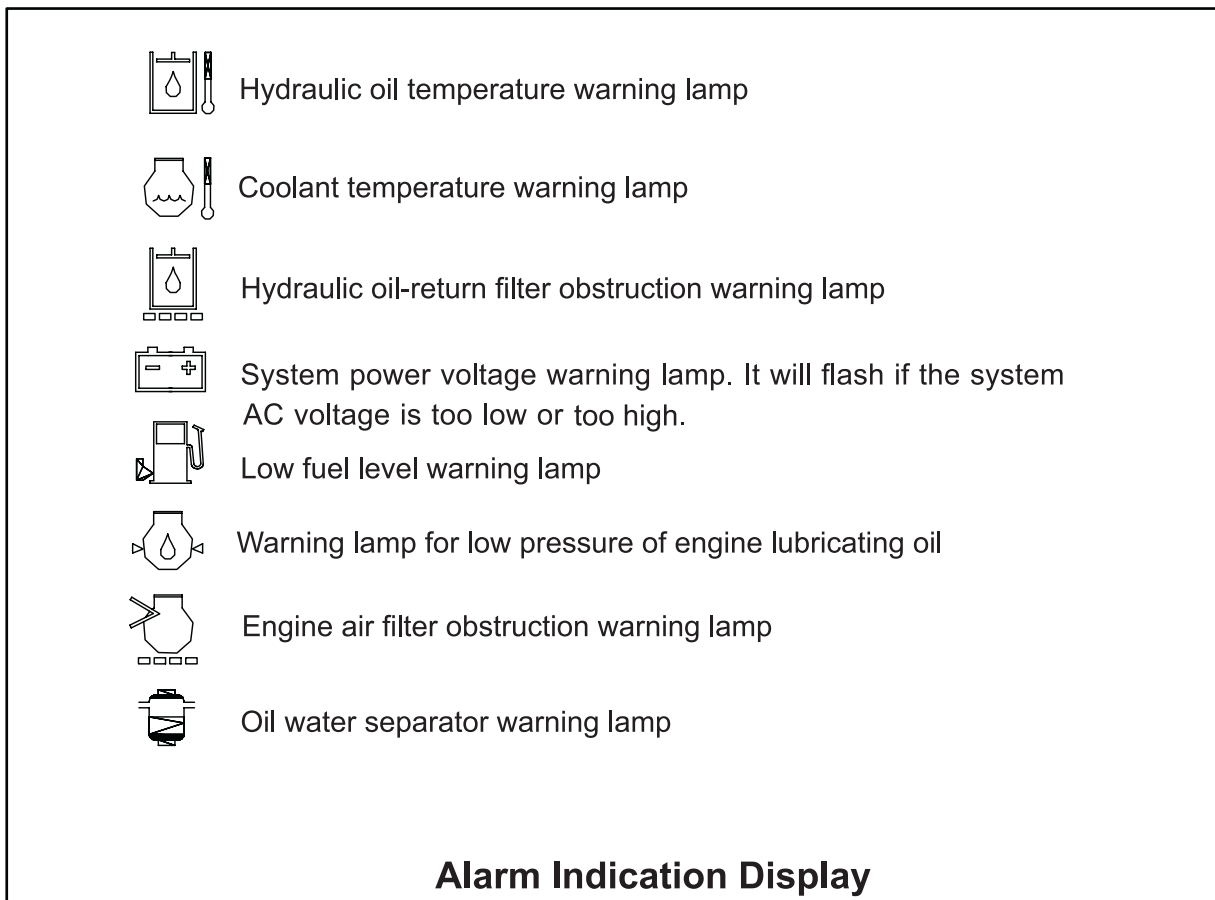 Hydraulic oil temperature warning lamp
Coolant temperature warning lamp
Hydraulic oil-return filter obstruction warning lamp
System power voltage warning lamp. It will flash if the system
AC voltage is too low or too high.
Low fuel level warning lamp
Warning lamp for low pressure of engine lubricating oil
Engine air filter obstruction warning lamp
Oil water separator warning lamp
Alarm Indication Display